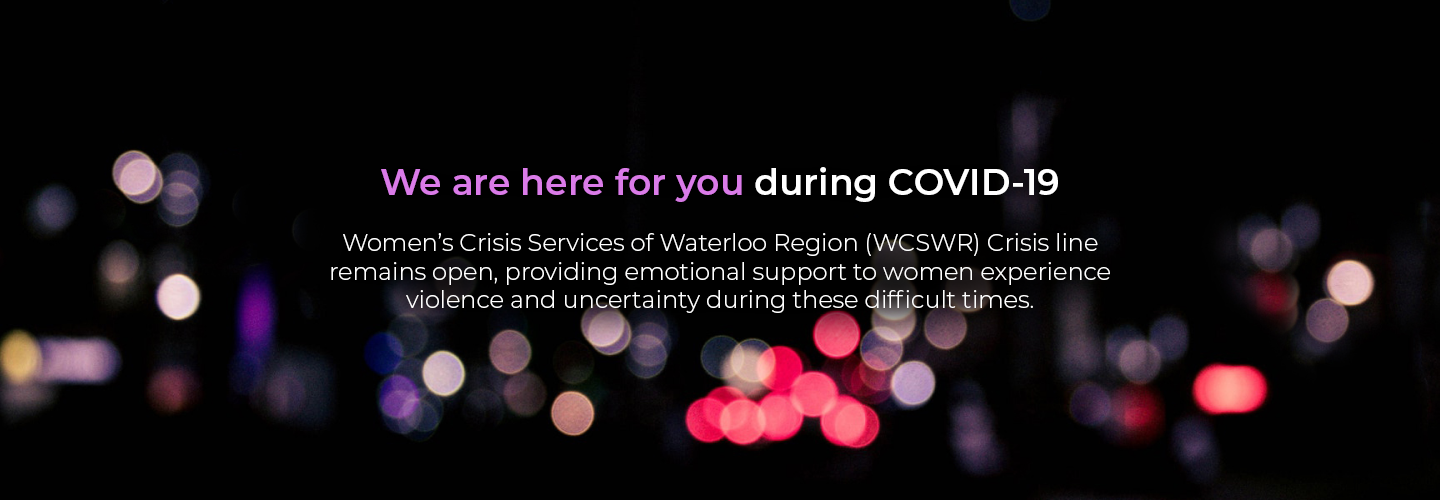 We are here for you during COVID-19
Women’s Crisis Services of Waterloo Region (WCSWR) Crisis line
remains open, providing emotional support to women experience
violence and uncertainty during these difficult times.